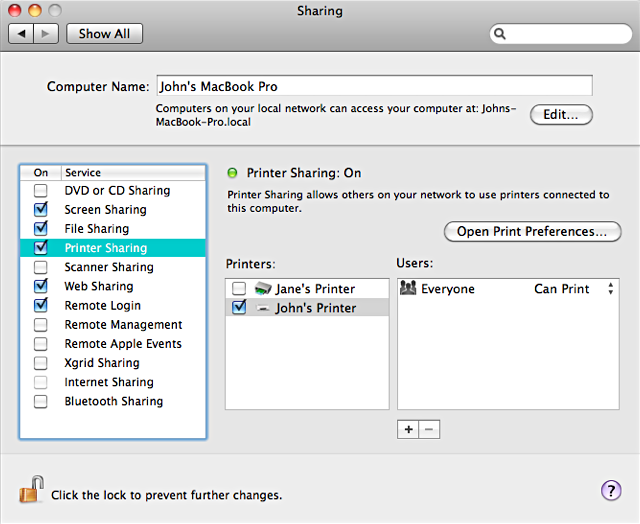 Sharing
Show All
Computer Name: John's MacBook Pro
Computers on your local network can access your computer at: Johns-
MacBook-Pro.local
Edit...
On Service
DVD or CD Sharing
Screen Sharing
File Sharing
Printer Sharing
Scanner Sharing
Web Sharing
Remote Login
Remote Management
Remote Apple Events
Xgrid Sharing
Internet Sharing
Bluetooth Sharing
Printer Sharing: On
Printer Sharing allows others on your network to use printers connected to
this computer.
Open Print Preferences...
Printers:
Jane's Printer
John's Printer
Users:
Everyone Can Print
+ −
Click the lock to prevent further changes.
?